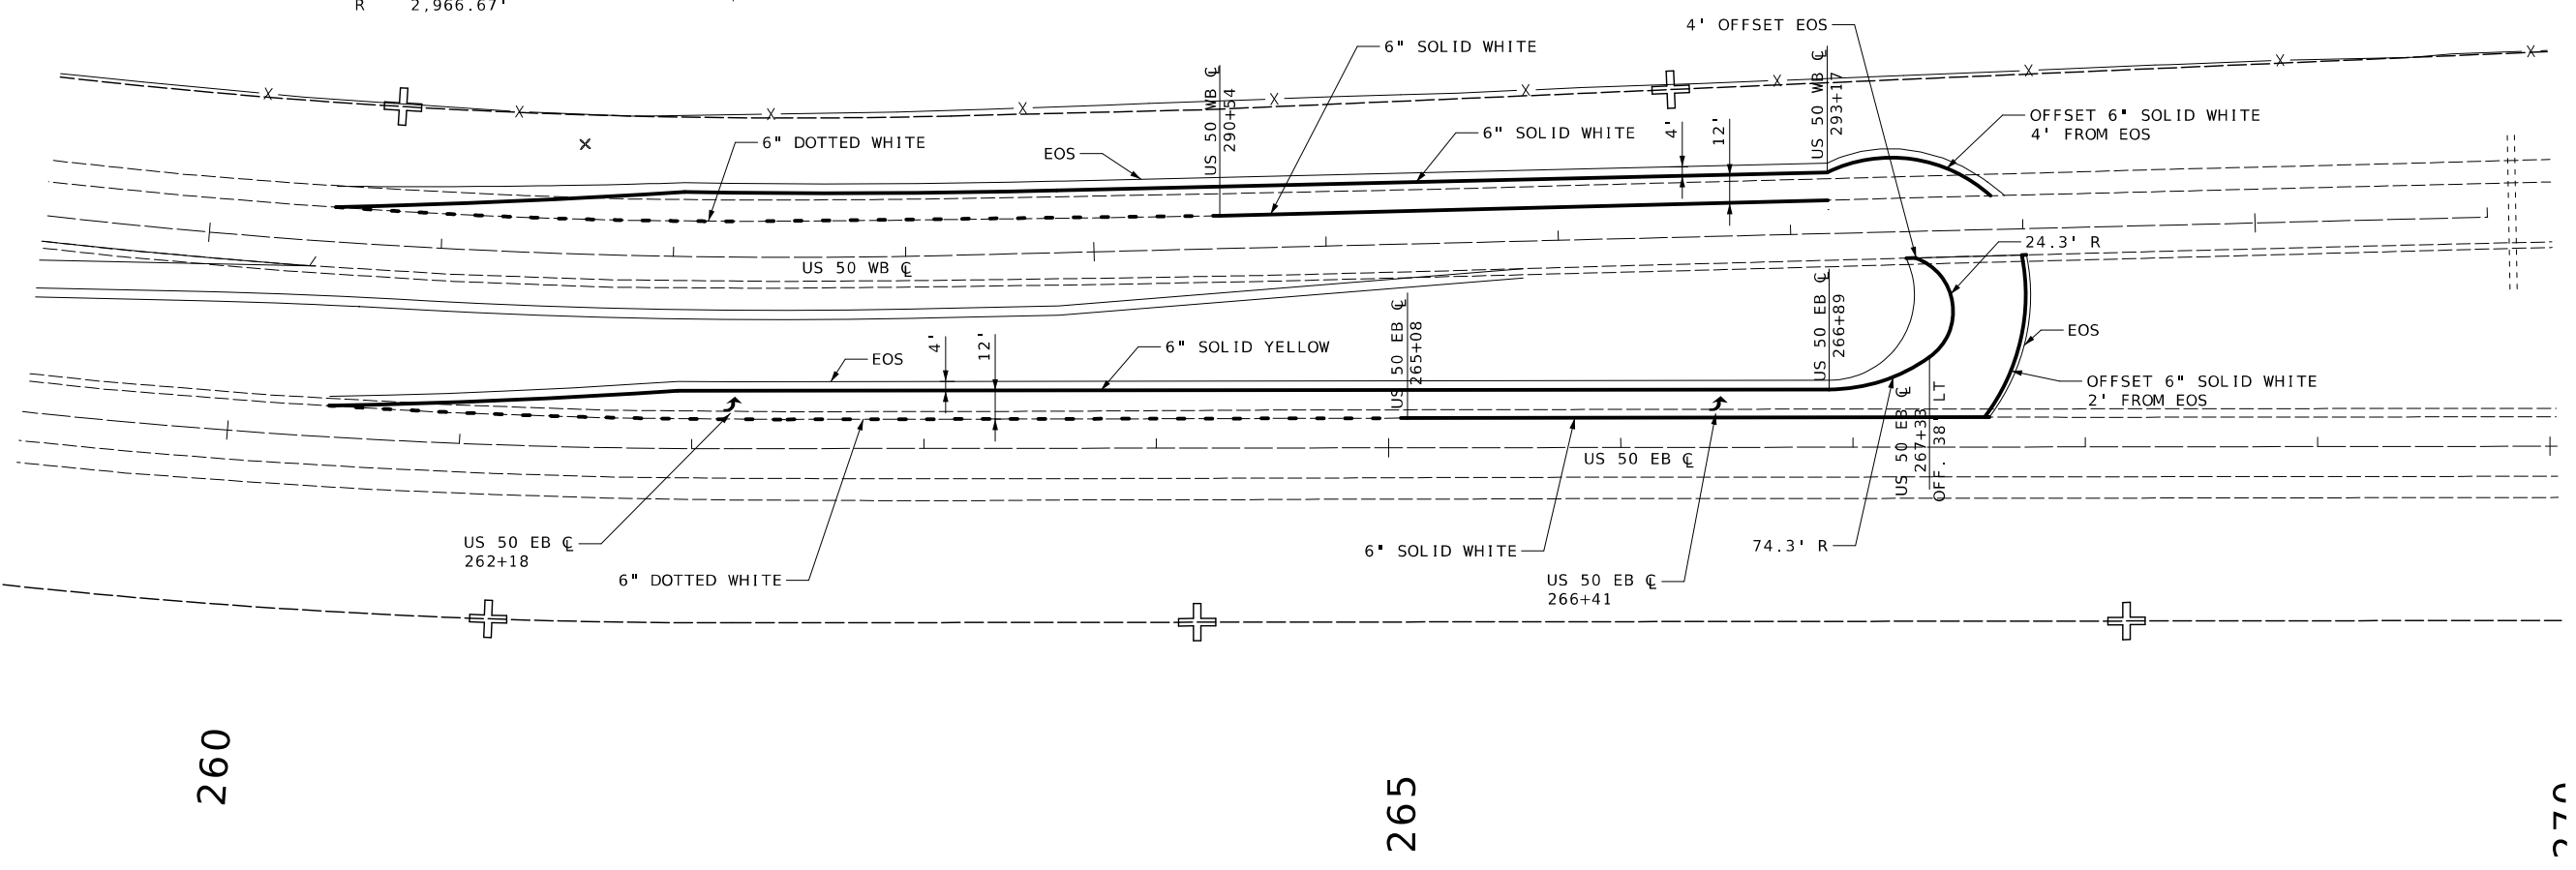 R 2,966.67'
4' OFFSET EOS
6" SOLID WHITE
US 50 WB ℄
290+54
US 50 WB ℄
293+17
6" DOTTED WHITE
EOS
6" SOLID WHITE
4'
12'
OFFSET 6" SOLID WHITE
4' FROM EOS
US 50 WB ℄
24.3' R
EOS
4'
12'
6" SOLID YELLOW
US 50 EB ℄
265+08
US 50 EB ℄
266+89
EOS
OFFSET 6" SOLID WHITE
2' FROM EOS
US 50 EB ℄
267+33
OFF. 38' LT
US 50 EB ℄
US 50 EB ℄
262+18
6" DOTTED WHITE
6" SOLID WHITE
US 50 EB ℄
266+41
74.3' R
260
265
270